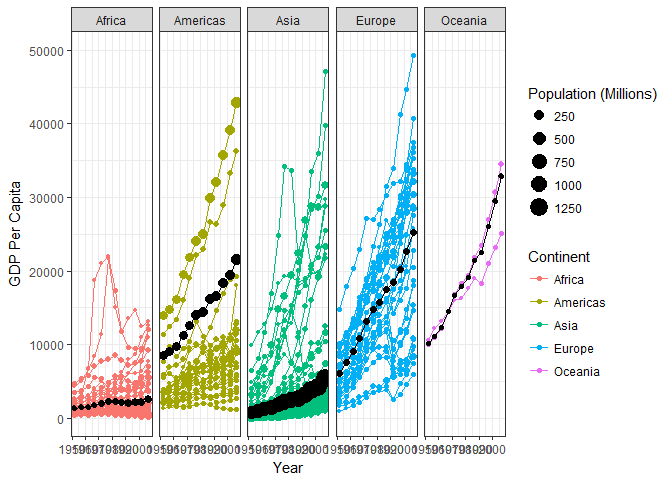 Africa Americas Asia Europe Oceania
50000
40000
30000
20000
10000
0
GDP Per Capita
Year
Population (Millions)
250
500
750
1000
1250
Continent
Africa
Americas
Asia
Europe
Oceania